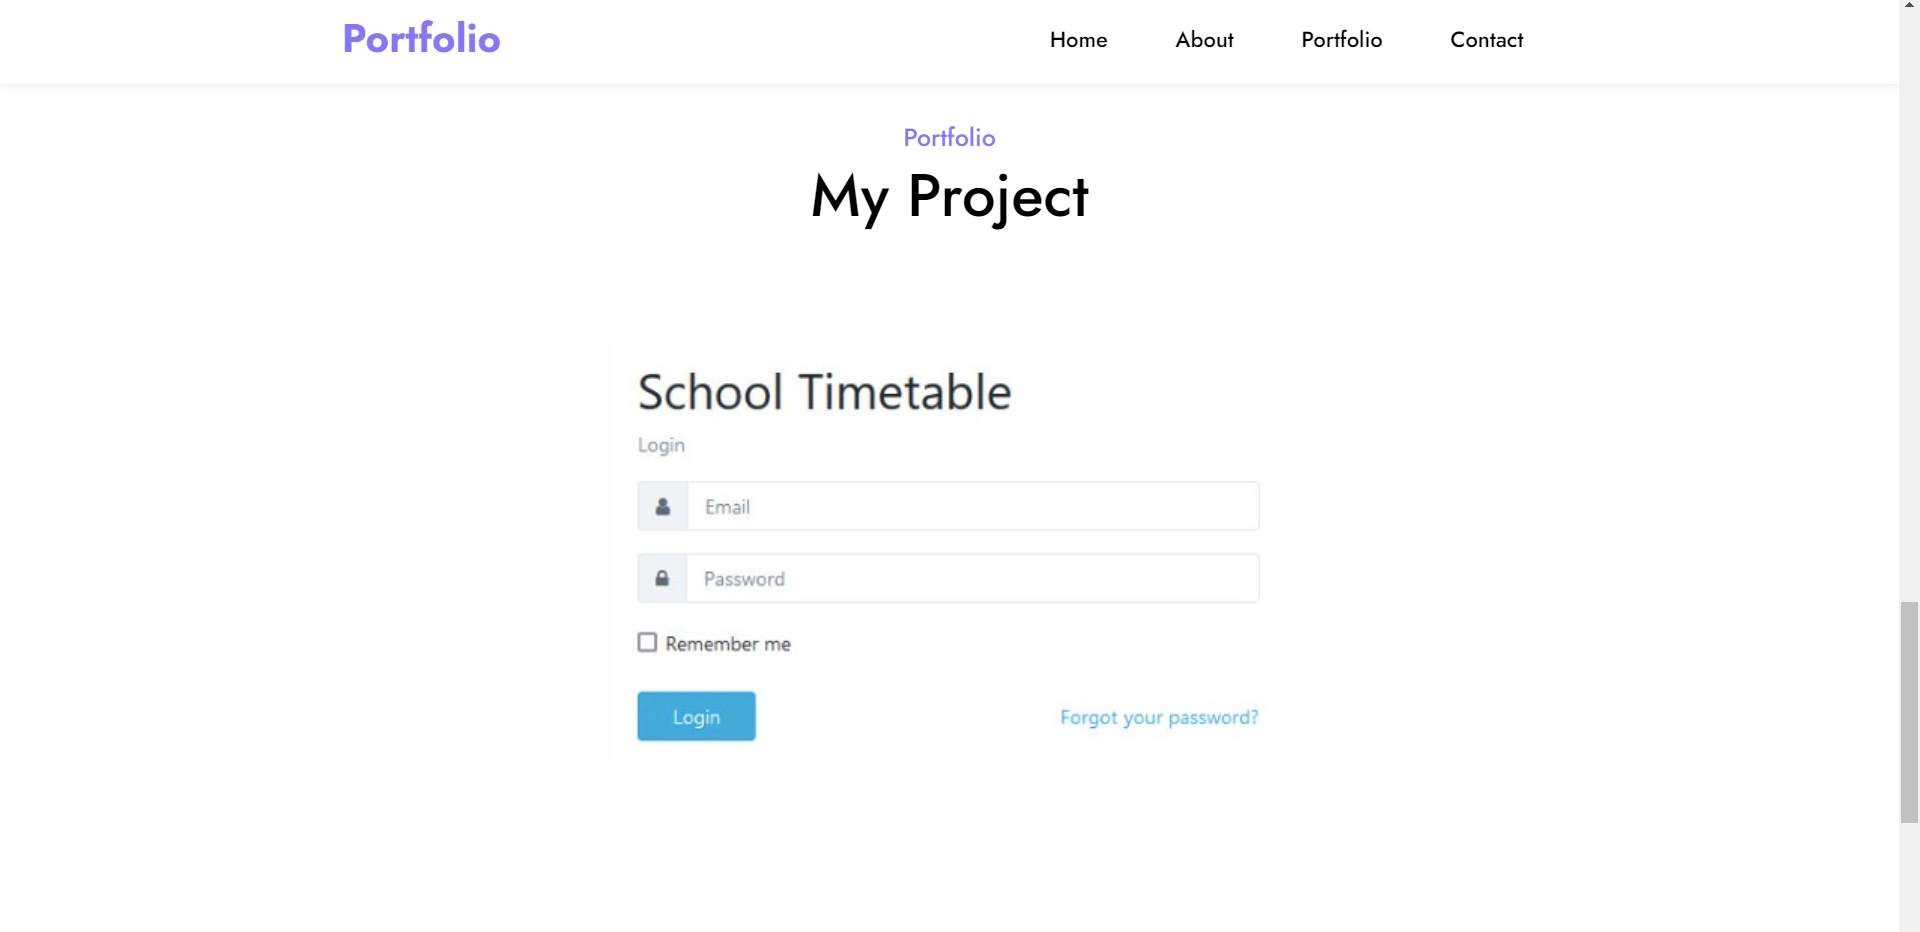 Portfolio
Home About Portfolio Contact
Portfolio
My Project
School Timetable
Login
Email
Password
Remember me
Login Forgot your password?